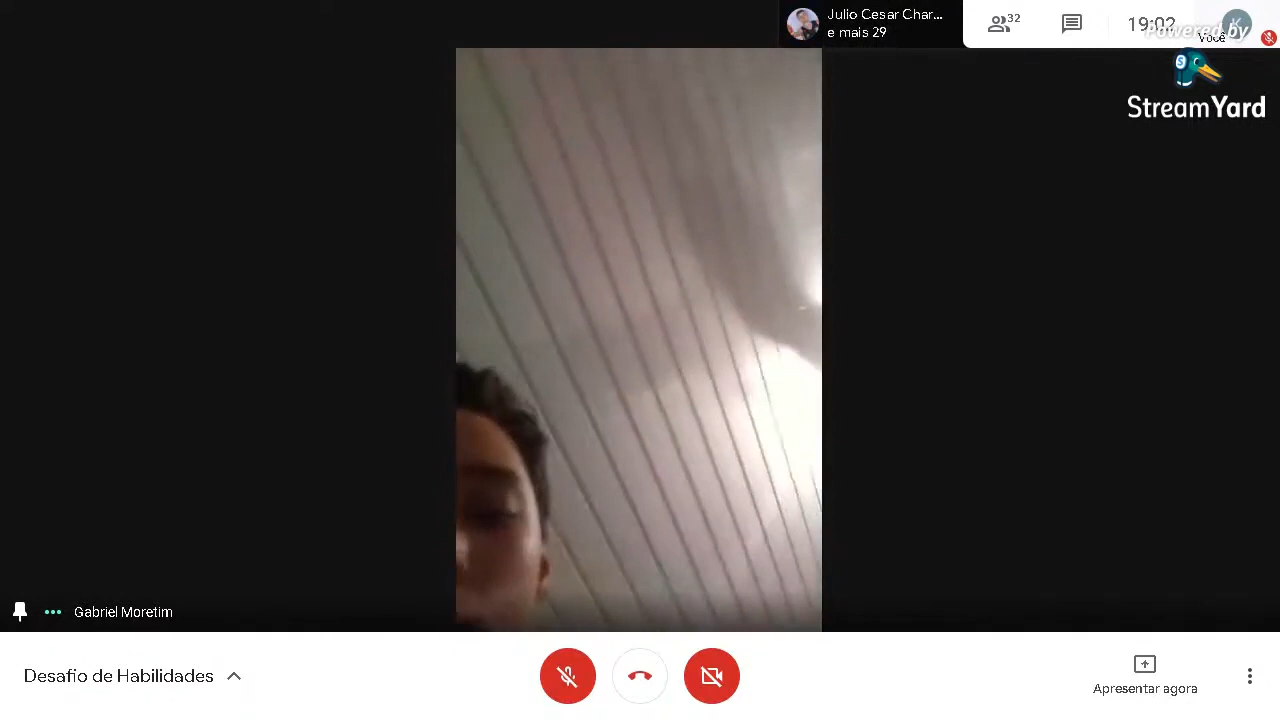 Julio Cesar Char...
e mais 29
32
19:02
Powered by
Você
StreamYard
Gabriel Moretim
Desafio de Habilidades
Apresentar agora